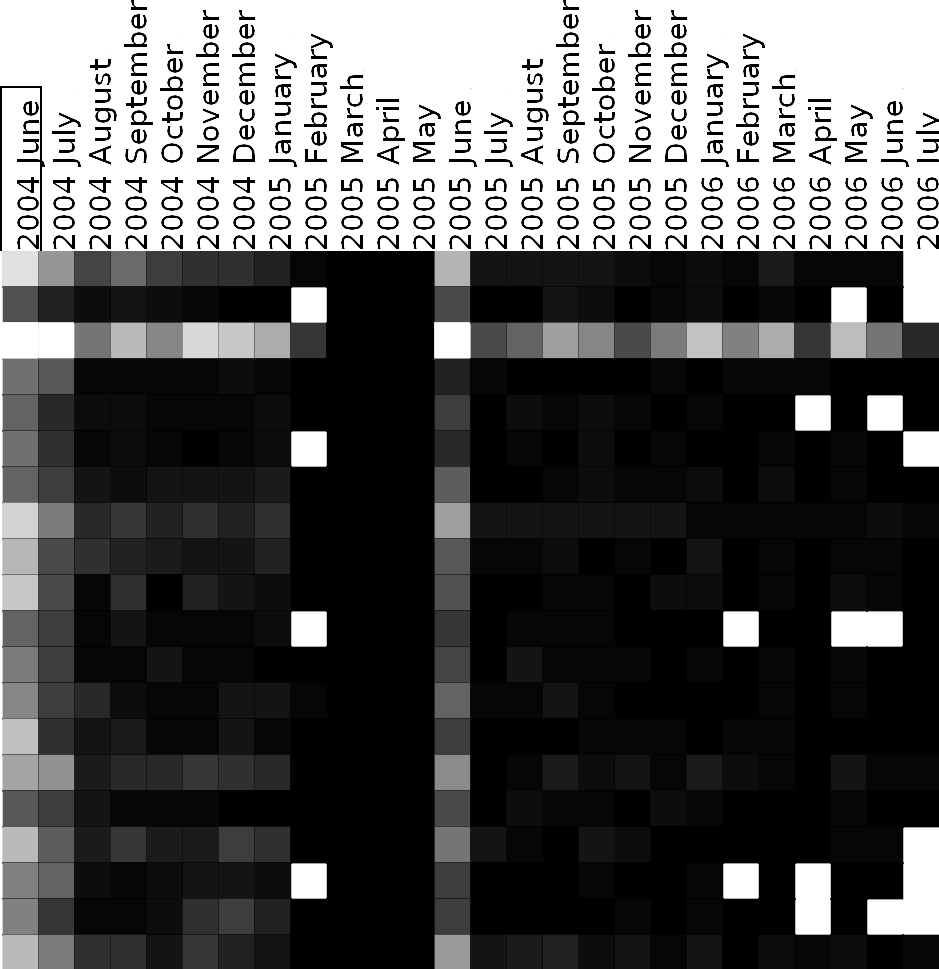 2004 June
2004 July
2004 August
2004 September
2004 October
2004 November
2004 December
2005 January
2005 February
2005 March
2005 April
2005 May
2005 June
2005 July
2005 August
2005 September
2005 October
2005 November
2005 December
2006 January
2006 February
2006 March
2006 April
2006 May
2006 June
2006 July